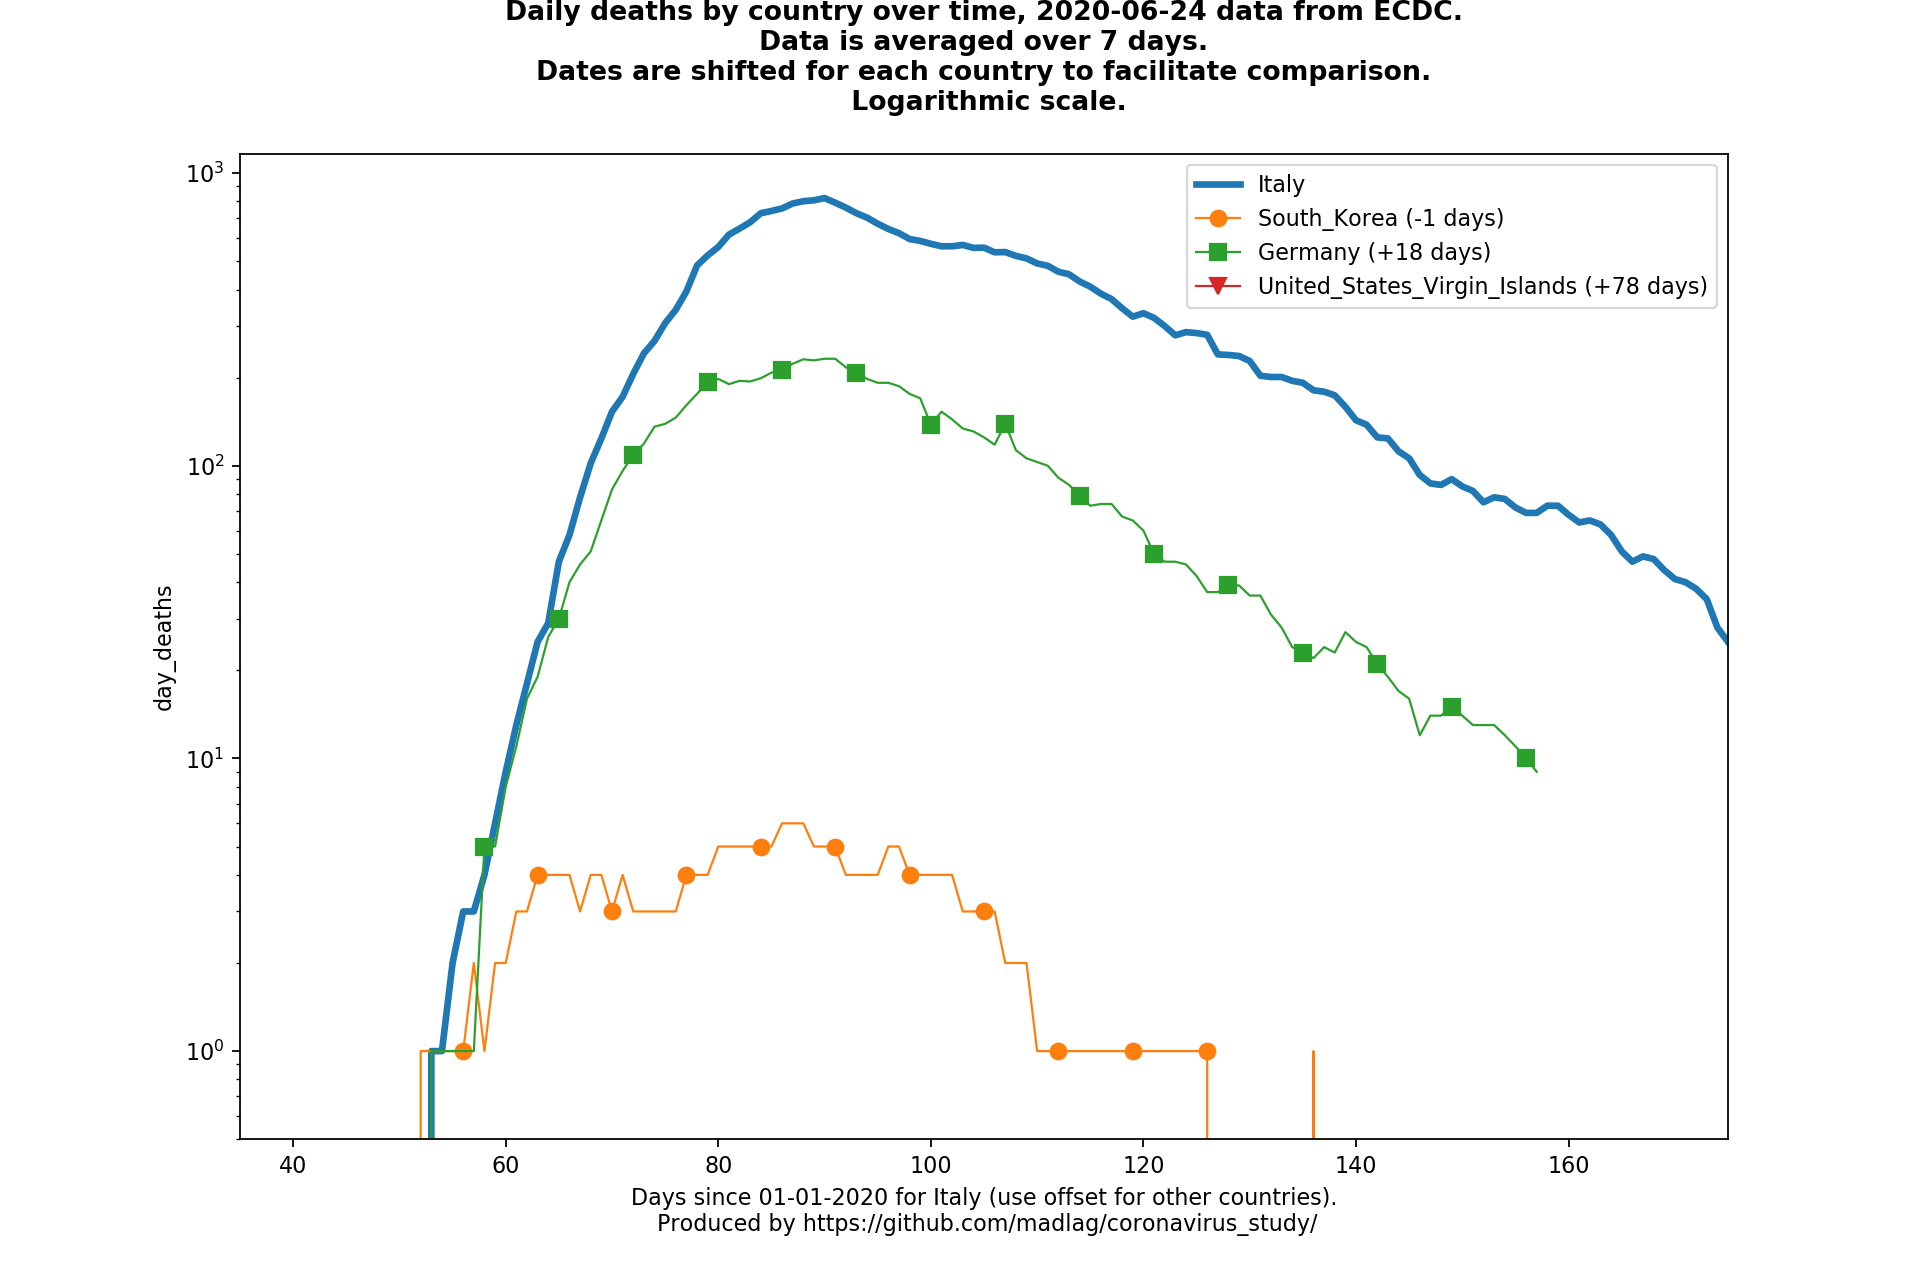 Daily deaths by country over time, 2020-06-24 data from ECDC.
Data is averaged over 7 days.
Dates are shifted for each country to facilitate comparison.
Logarithmic scale.
10³
10²
10¹
10⁰
day_deaths
Italy
South_Korea (-1 days)
Germany (+18 days)
United_States_Virgin_Islands (+78 days)
40 60 80 100 120 140 160
Days since 01-01-2020 for Italy (use offset for other countries).
Produced by https://github.com/madlag/coronavirus_study/